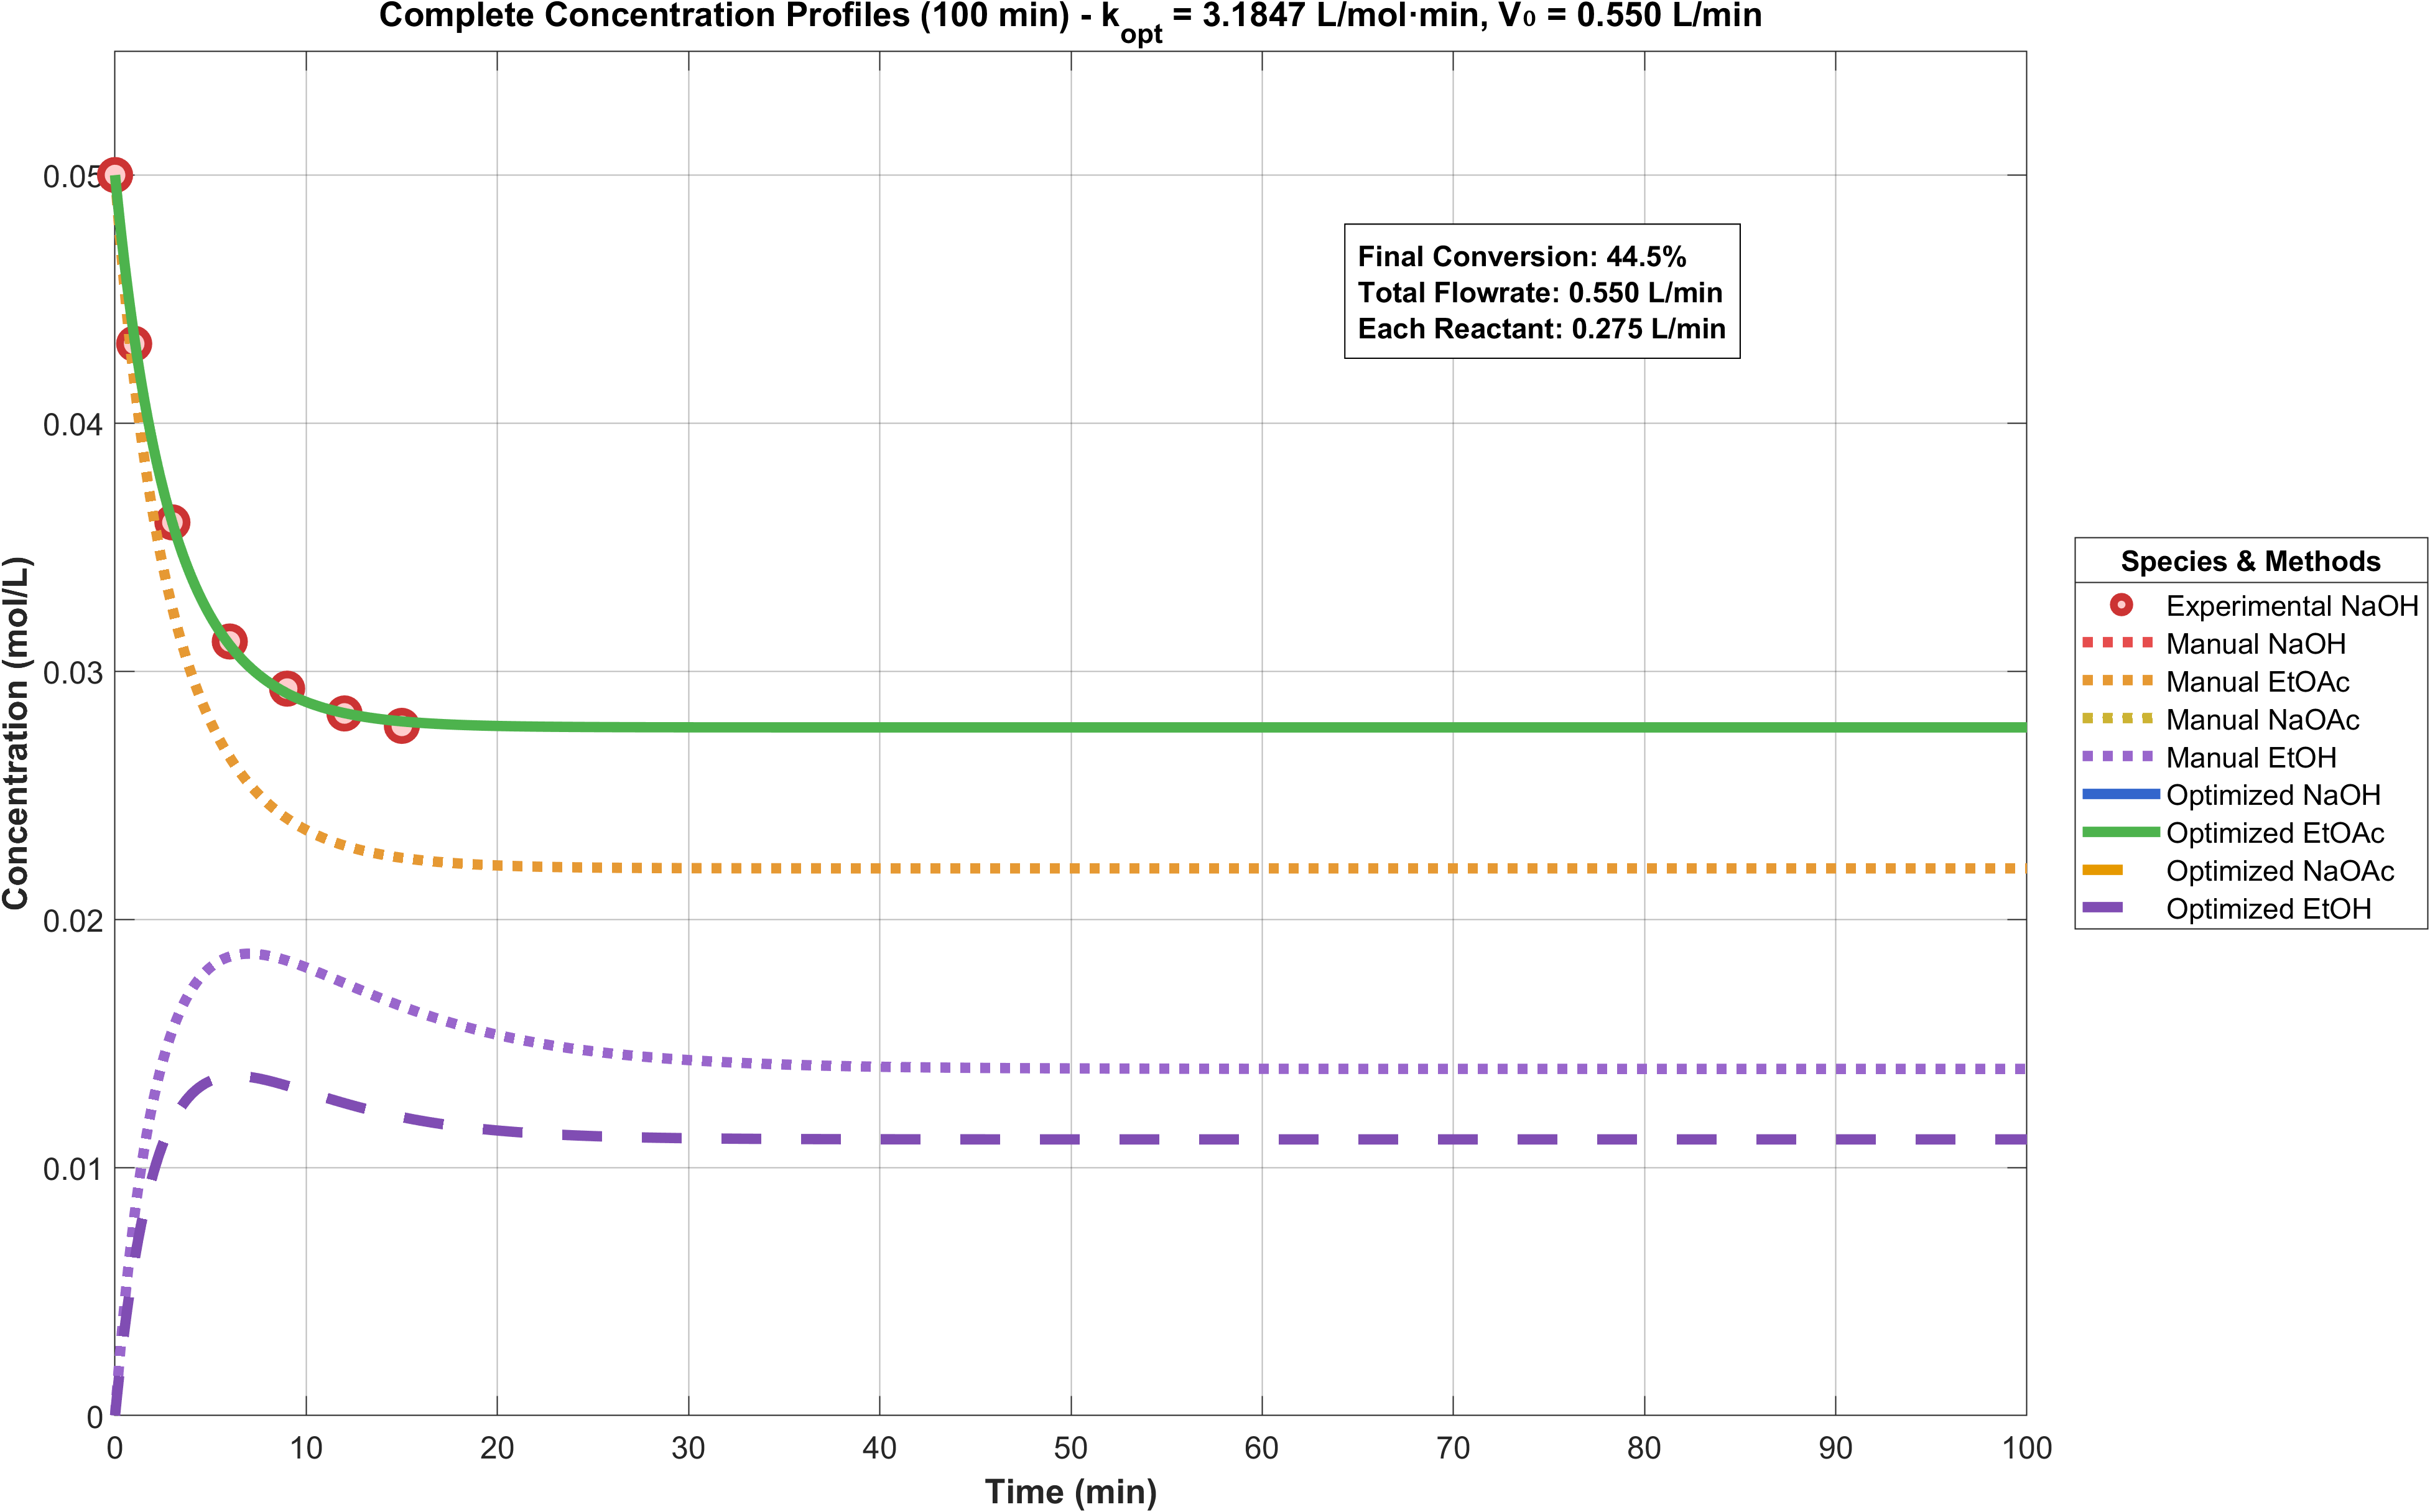 Complete Concentration Profiles (100 min) - kopt = 3.1847 L/mol·min, V₀ = 0.550 L/min
Final Conversion: 44.5%
Total Flowrate: 0.550 L/min
Each Reactant: 0.275 L/min
Concentration (mol/L)
0.05
0.04
0.03
0.02
0.01
0
0 10 20 30 40 50 60 70 80 90 100
Time (min)
Species & Methods
Experimental NaOH
Manual NaOH
Manual EtOAc
Manual NaOAc
Manual EtOH
Optimized NaOH
Optimized EtOAc
Optimized NaOAc
Optimized EtOH